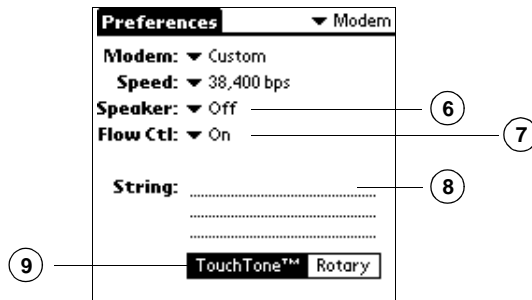 Preferences ▼ Modem
Modem: ▼ Custom
Speed: ▼ 38,400 bps
Speaker: ▼ Off 6
Flow Ctl: ▼ On 7
String: 8
9 TouchTone™ Rotary